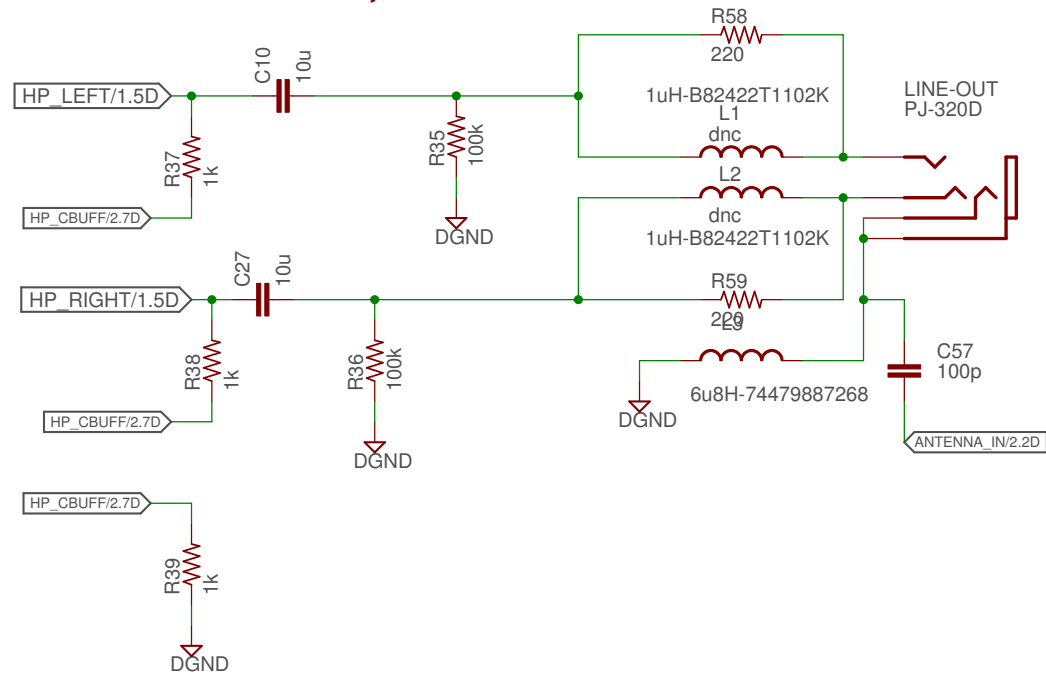 R58
220
C10
10u
HP_LEFT/1.5D
1uH-B82422T1102K
L1
dnc
LINE-OUT
PJ-320D
R37
1k
R35
100k
L2
dnc
HP_CBUFF/2.7D
DGND
1uH-B82422T1102K
C27
10u
HP_RIGHT/1.5D
R59
220
L3
R38
1k
R36
100k
C57
100p
6u8H-74479887268
HP_CBUFF/2.7D
DGND
ANTENNA_IN/2.2D
DGND
HP_CBUFF/2.7D
R39
1k
DGND